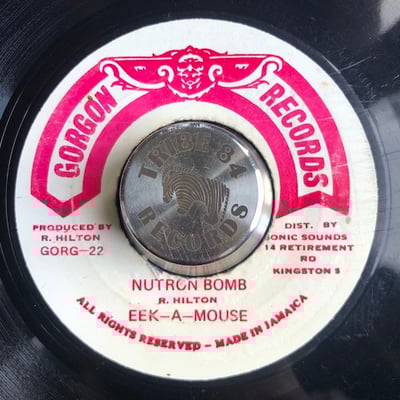 GORGON RECORDS
TRIBE 84
RECORDS
PRODUCED BY
R. HILTON
GORG-22
DIST. BY
SONIC SOUNDS
14 RETIREMENT
RD
KINGSTON 5
NUTRON BOMB
R. HILTON
EEK-A-MOUSE
ALL RIGHTS RESERVED - MADE IN JAMAICA